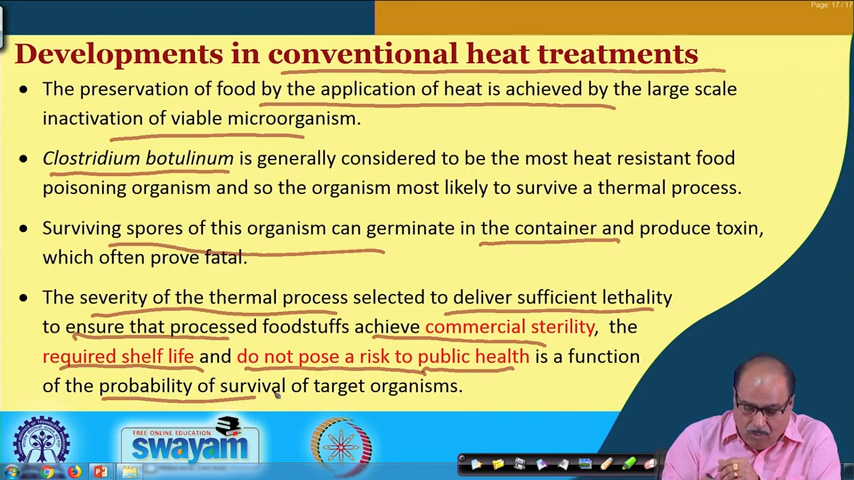 Page: 17 / 17
Developments in conventional heat treatments
• The preservation of food by the application of heat is achieved by the large scale
inactivation of viable microorganism.
• Clostridium botulinum is generally considered to be the most heat resistant food
poisoning organism and so the organism most likely to survive a thermal process.
• Surviving spores of this organism can germinate in the container and produce toxin,
which often prove fatal.
• The severity of the thermal process selected to deliver sufficient lethality
to ensure that processed foodstuffs achieve commercial sterility, the
required shelf life and do not pose a risk to public health is a function
of the probability of survival of target organisms.
FREE ONLINE EDUCATION
swayam